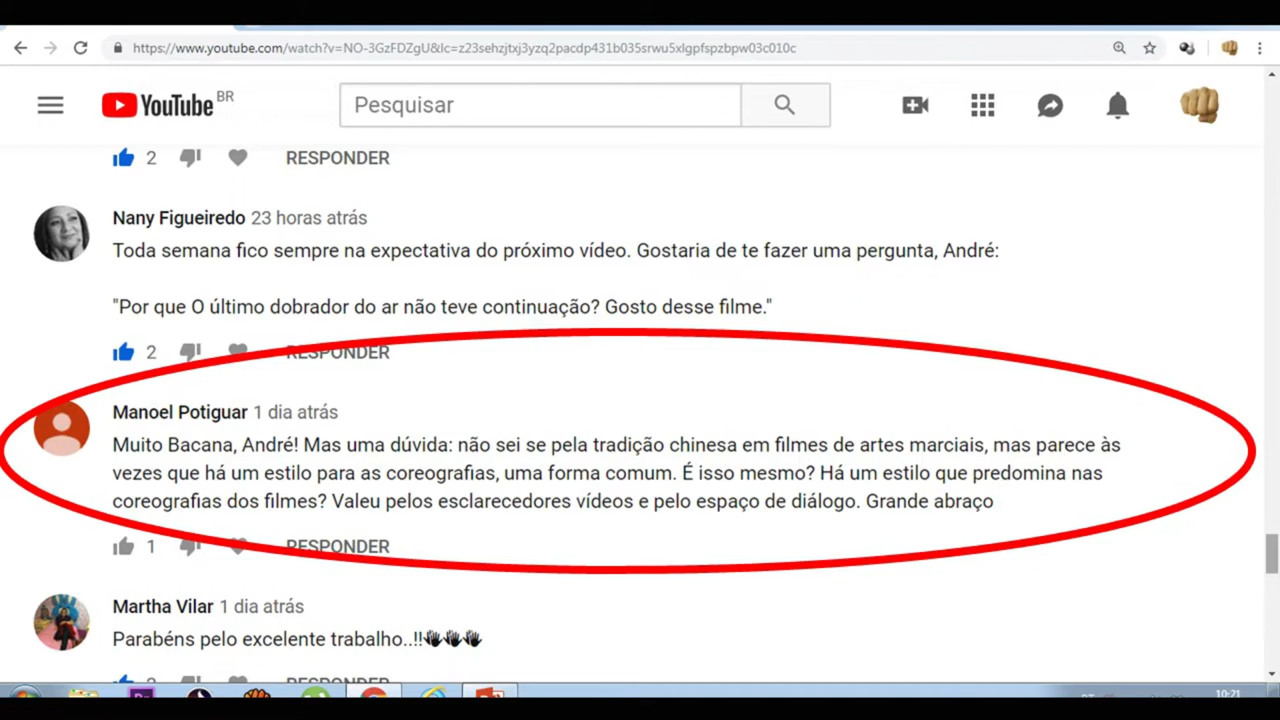 https://www.youtube.com/watch?v=NO-3GzFDZgU&lc=z23sehzjtxj3yzq2pacdp431b035srwu5xlgpfspzbpw03c010c
YouTube BR
Pesquisar
2 RESPONDER
Nany Figueiredo 23 horas atrás
Toda semana fico sempre na expectativa do próximo vídeo. Gostaria de te fazer uma pergunta, André:
"Por que O último dobrador do ar não teve continuação? Gosto desse filme."
2 RESPONDER
Manoel Potiguar 1 dia atrás
Muito Bacana, André! Mas uma dúvida: não sei se pela tradição chinesa em filmes de artes marciais, mas parece às
vezes que há um estilo para as coreografias, uma forma comum. É isso mesmo? Há um estilo que predomina nas
coreografias dos filmes? Valeu pelos esclarecedores vídeos e pelo espaço de diálogo. Grande abraço
1 RESPONDER
Martha Vilar 1 dia atrás
Parabéns pelo excelente trabalho..!!👋👋👋
RESPONDER
10:21